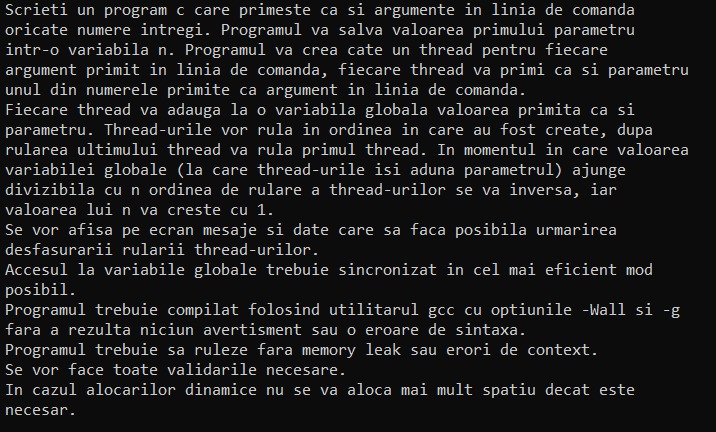 Scrieti un program c care primeste ca si argumente in linia de comanda
oricate numere intregi. Programul va salva valoarea primului parametru
intr-o variabila n. Programul va crea cate un thread pentru fiecare
argument primit in linia de comanda, fiecare thread va primi ca si parametru
unul din numerele primite ca argument in linia de comanda.
Fiecare thread va adauga la o variabila globala valoarea primita ca si
parametru. Thread-urile vor rula in ordinea in care au fost create, dupa
rularea ultimului thread va rula primul thread. In momentul in care valoarea
variabilei globale (la care thread-urile isi aduna parametrul) ajunge
divizibila cu n ordinea de rulare a thread-urilor se va inversa, iar
valoarea lui n va creste cu 1.
Se vor afisa pe ecran mesaje si date care sa faca posibila urmarirea
desfasurarii rularii thread-urilor.
Accesul la variabile globale trebuie sincronizat in cel mai eficient mod
posibil.
Programul trebuie compilat folosind utilitarul gcc cu optiunile -Wall si -g
fara a rezulta niciun avertisment sau o eroare de sintaxa.
Programul trebuie sa ruleze fara memory leak sau erori de context.
Se vor face toate validarile necesare.
In cazul alocarilor dinamice nu se va aloca mai mult spatiu decat este
necesar.